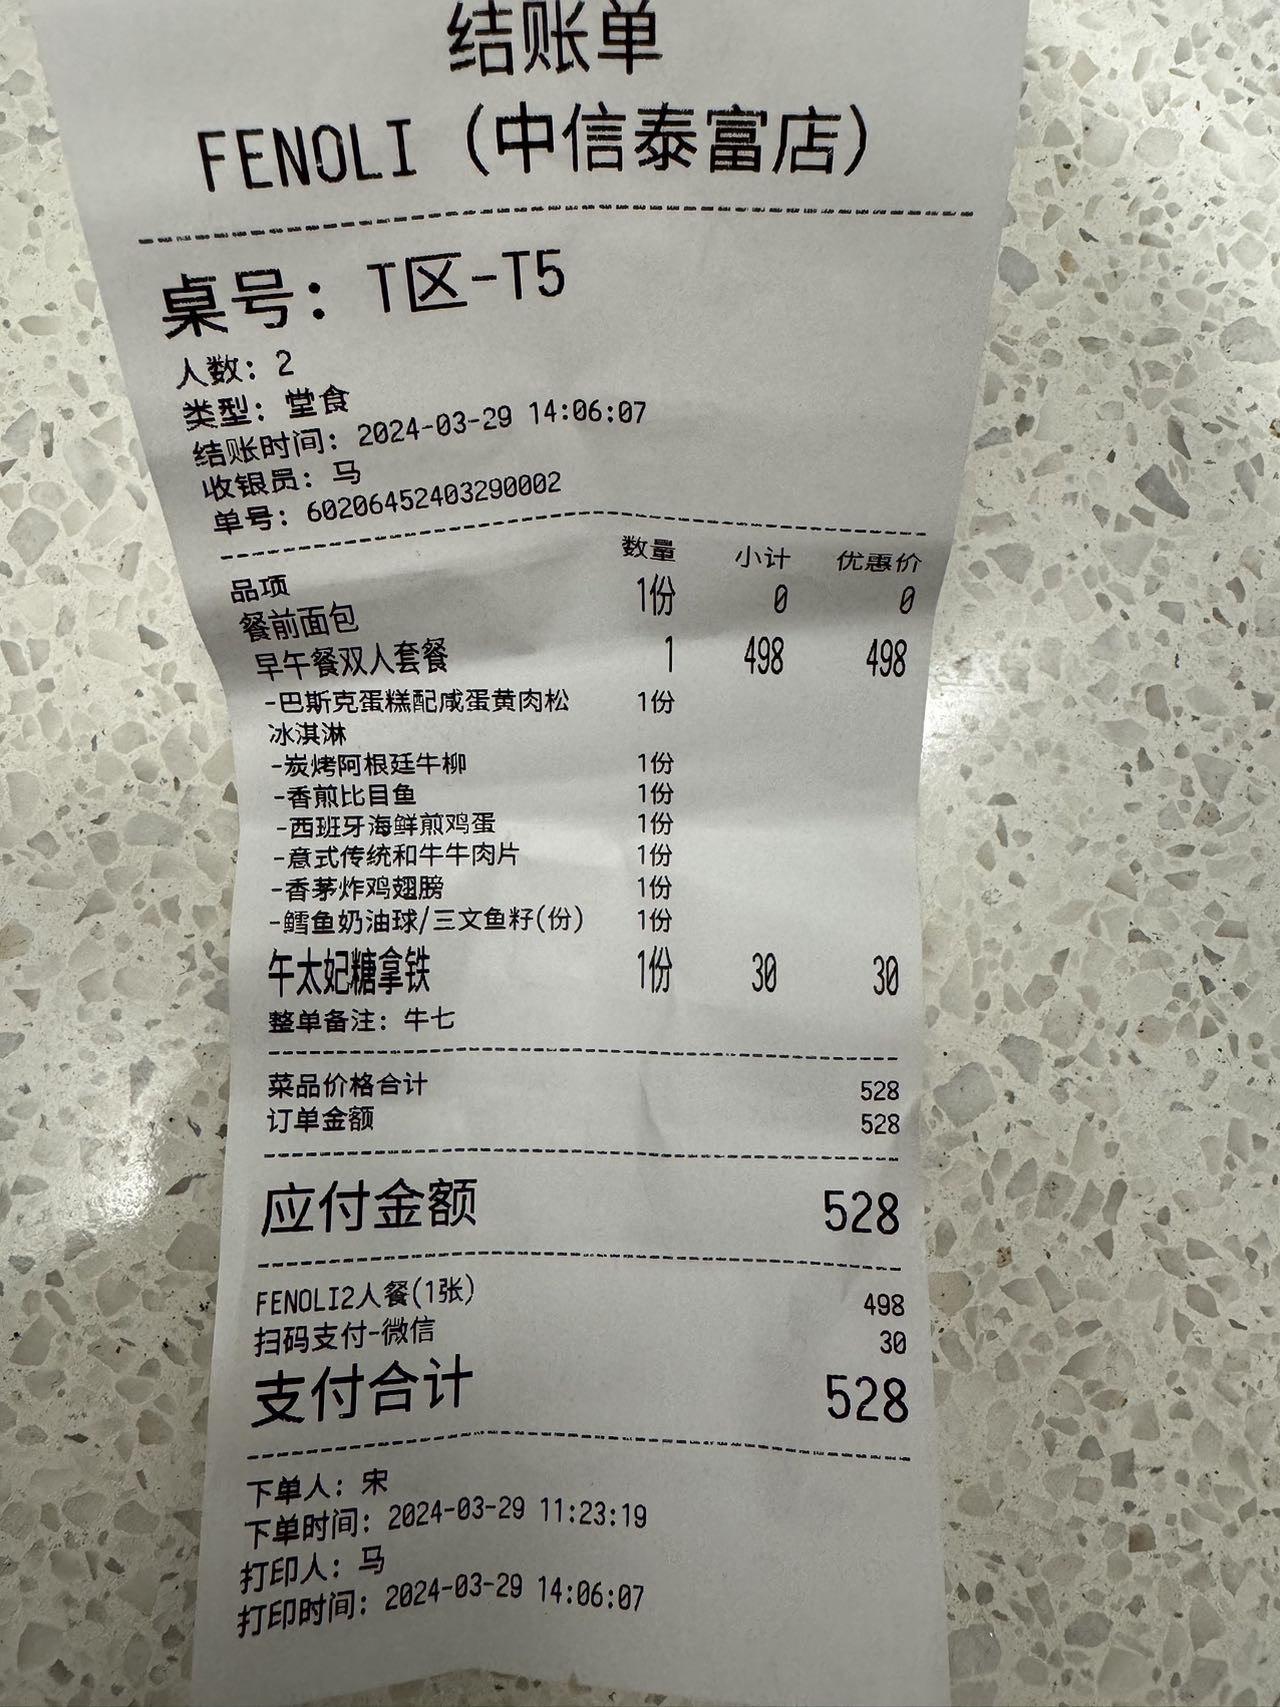 结账单
FENOLI（中信泰富店）
桌号：T区-T5
人数：2
类型：堂食
结账时间：2024-03-29 14:06:07
收银员：马
单号：60206452403290002
品项 数量 小计 优惠价
餐前面包 1份 0 0
早午餐双人套餐 1 498 498
-巴斯克蛋糕配咸蛋黄肉松 1份
冰淇淋
-炭烤阿根廷牛柳 1份
-香煎比目鱼 1份
-西班牙海鲜煎鸡蛋 1份
-意式传统和牛牛肉片 1份
-香茅炸鸡翅膀 1份
-鳕鱼奶油球/三文鱼籽(份) 1份
午太妃糖拿铁 1份 30 30
整单备注：牛七
菜品价格合计 528
订单金额 528
应付金额 528
FENOLI2人餐(1张) 498
扫码支付-微信 30
支付合计 528
下单人：宋
下单时间：2024-03-29 11:23:19
打印人：马
打印时间：2024-03-29 14:06:07